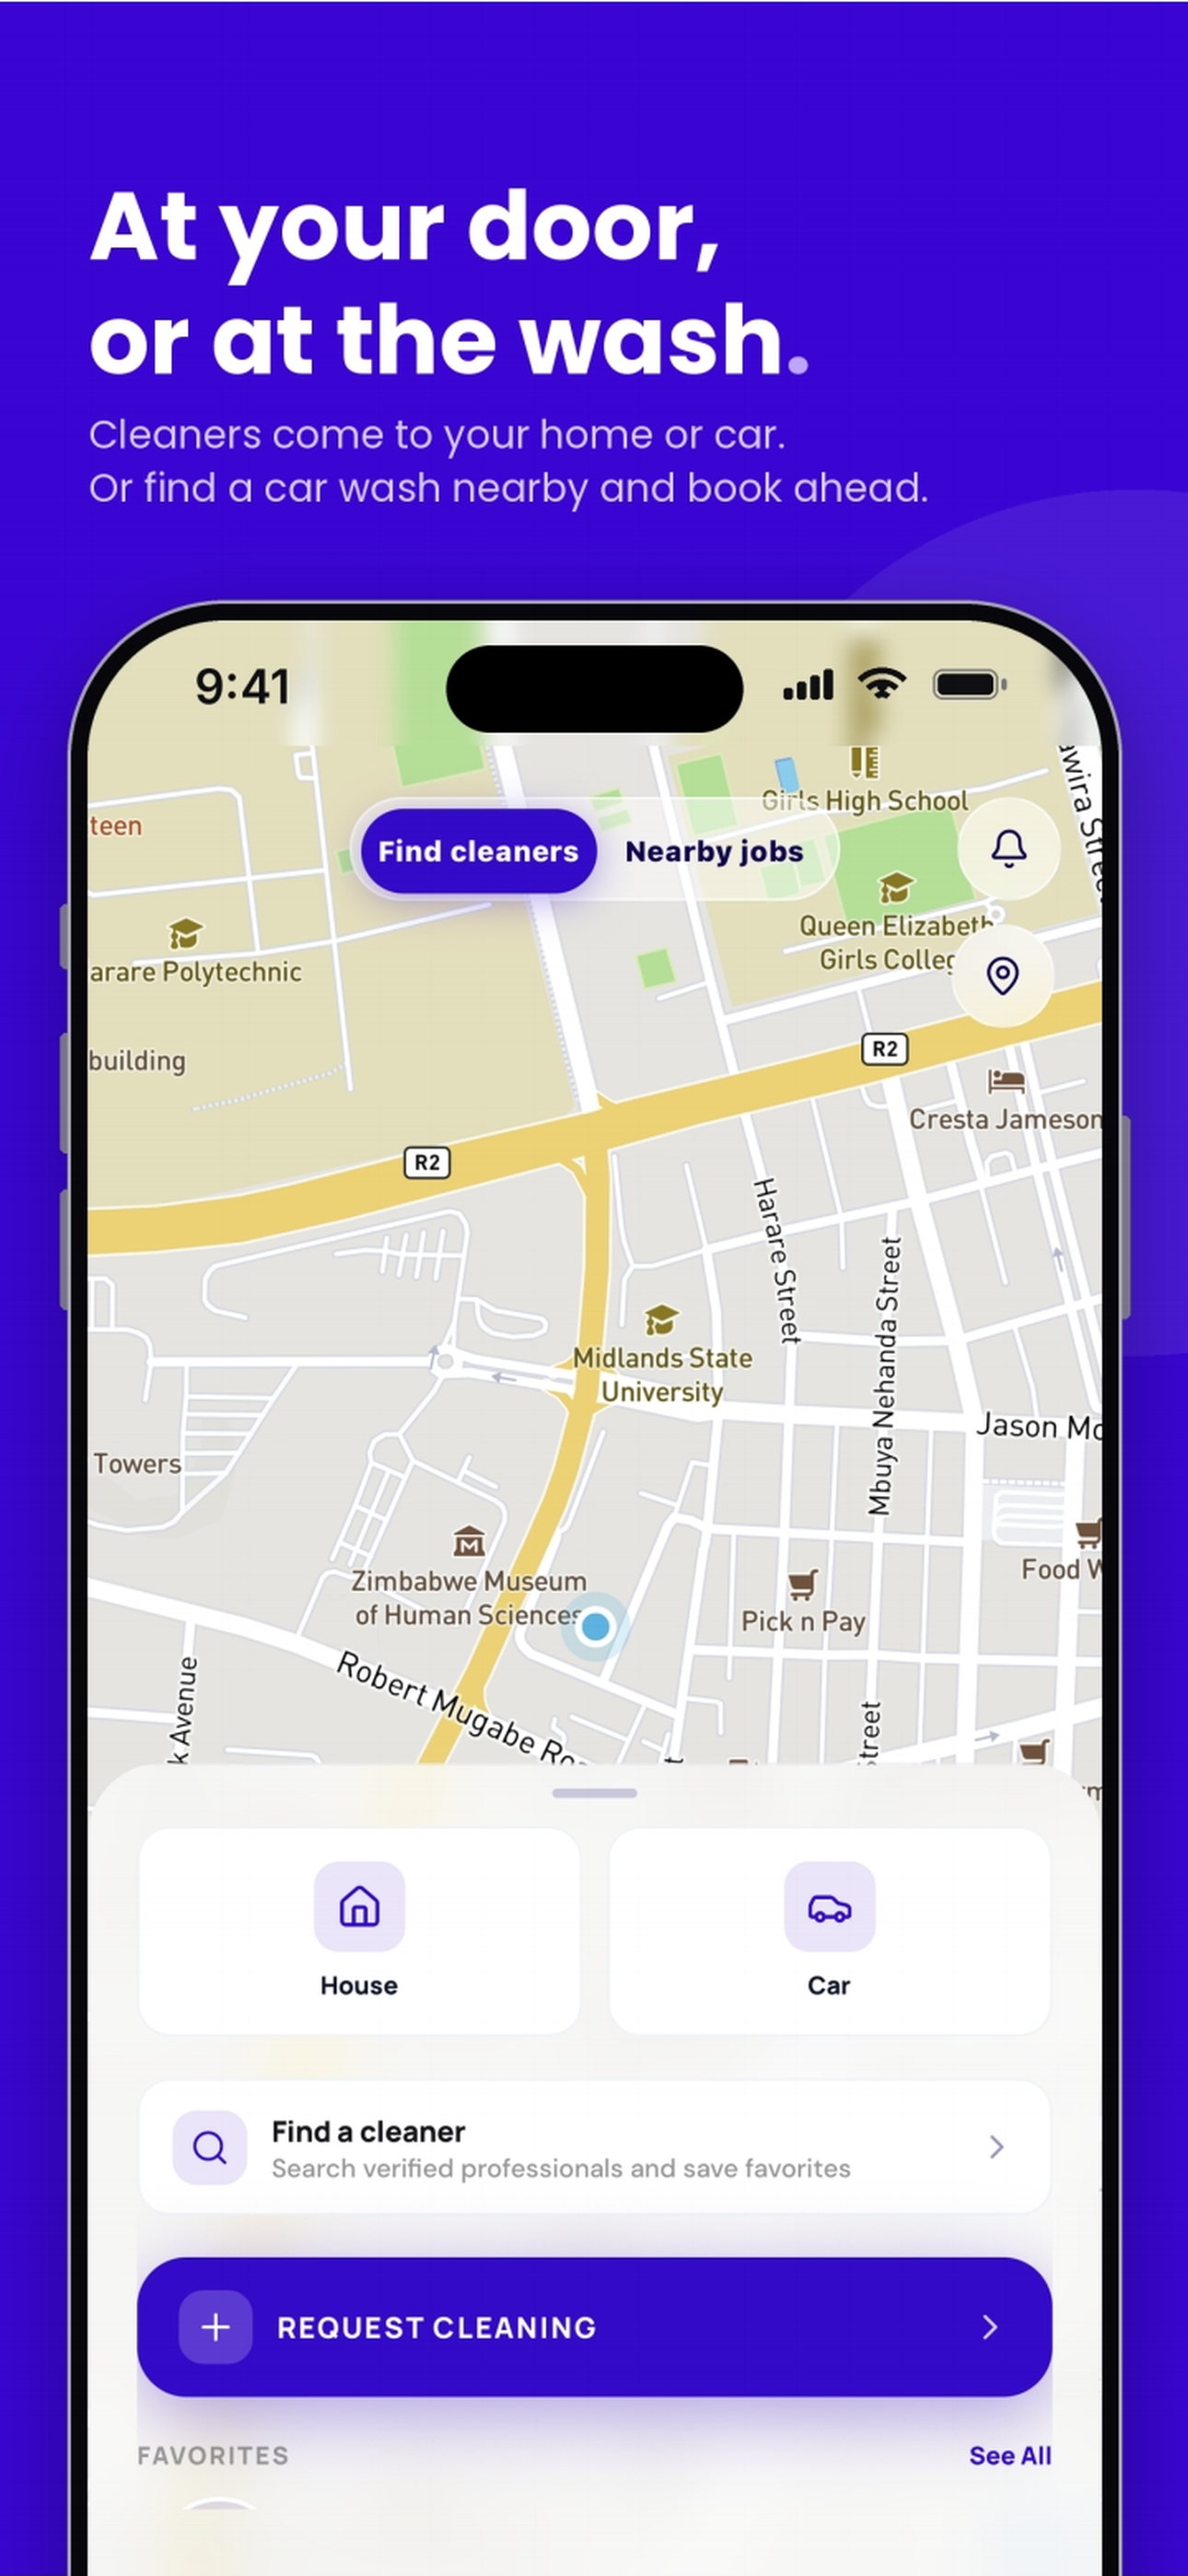 At your door,
or at the wash.
Cleaners come to your home or car.
Or find a car wash nearby and book ahead.
9:41
Girls High School
teen
Find cleaners
Nearby jobs
Queen Elizabeth
Girls Colleg
arare Polytechnic
building
R2
Cresta Jameson
R2
Harare Street
Mbuya Nehanda Street
Midlands State
University
Jason Mo
Towers
Zimbabwe Museum
of Human Sciences
Pick n Pay
Food W
Robert Mugabe Ro
k Avenue
Street
House
Car
Find a cleaner
Search verified professionals and save favorites
REQUEST CLEANING
FAVORITES
See All